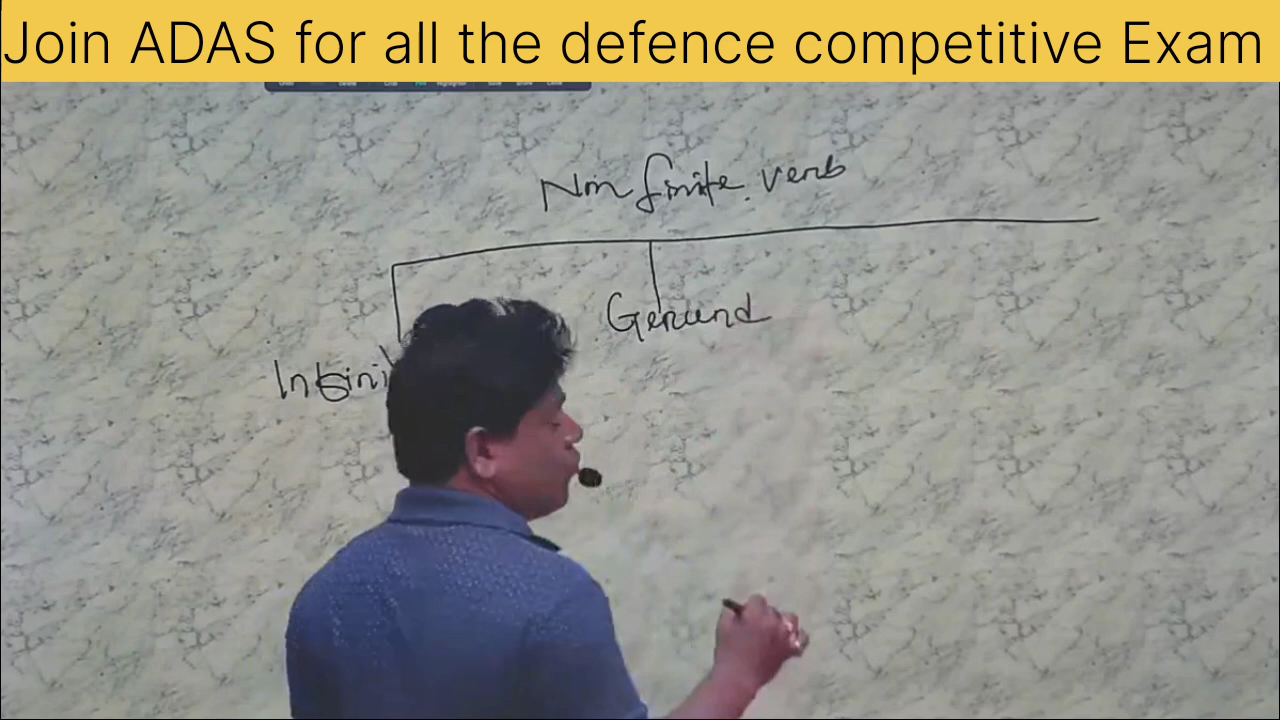 Join ADAS for all the defence competitive Exam
Non finite verb
Gerund